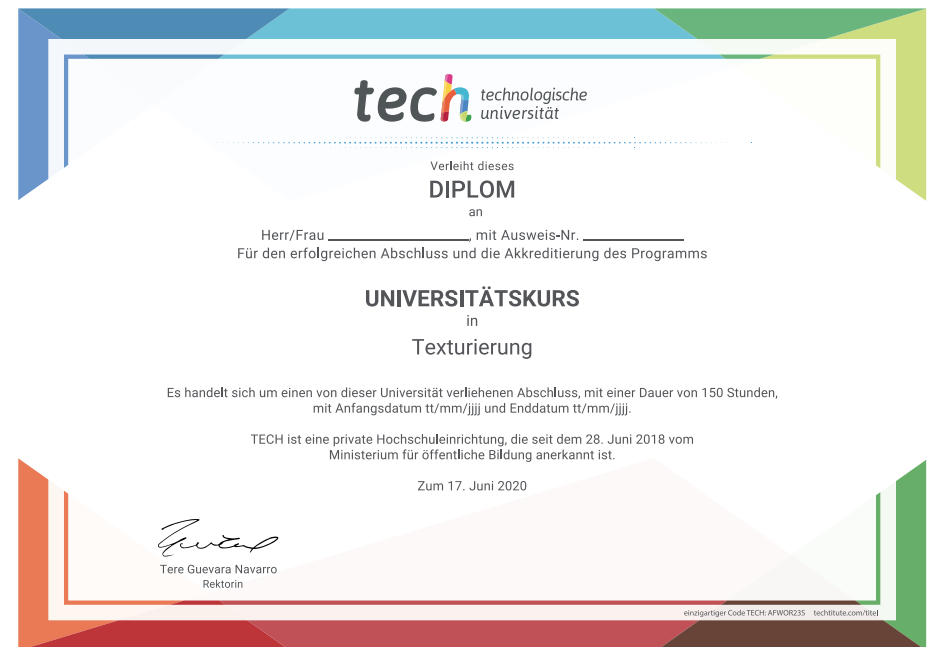 tech technologische
universität
Verleiht dieses
DIPLOM
an
Herr/Frau ____________________, mit Ausweis-Nr. ______________
Für den erfolgreichen Abschluss und die Akkreditierung des Programms
UNIVERSITÄTSKURS
in
Texturierung
Es handelt sich um einen von dieser Universität verliehenen Abschluss, mit einer Dauer von 150 Stunden,
mit Anfangsdatum tt/mm/jjjj und Enddatum tt/mm/jjjj.
TECH ist eine private Hochschuleinrichtung, die seit dem 28. Juni 2018 vom
Ministerium für öffentliche Bildung anerkannt ist.
Zum 17. Juni 2020
Tere Guevara Navarro
Rektorin
einzigartiger Code TECH: AFWOR23S techtitute.com/titel